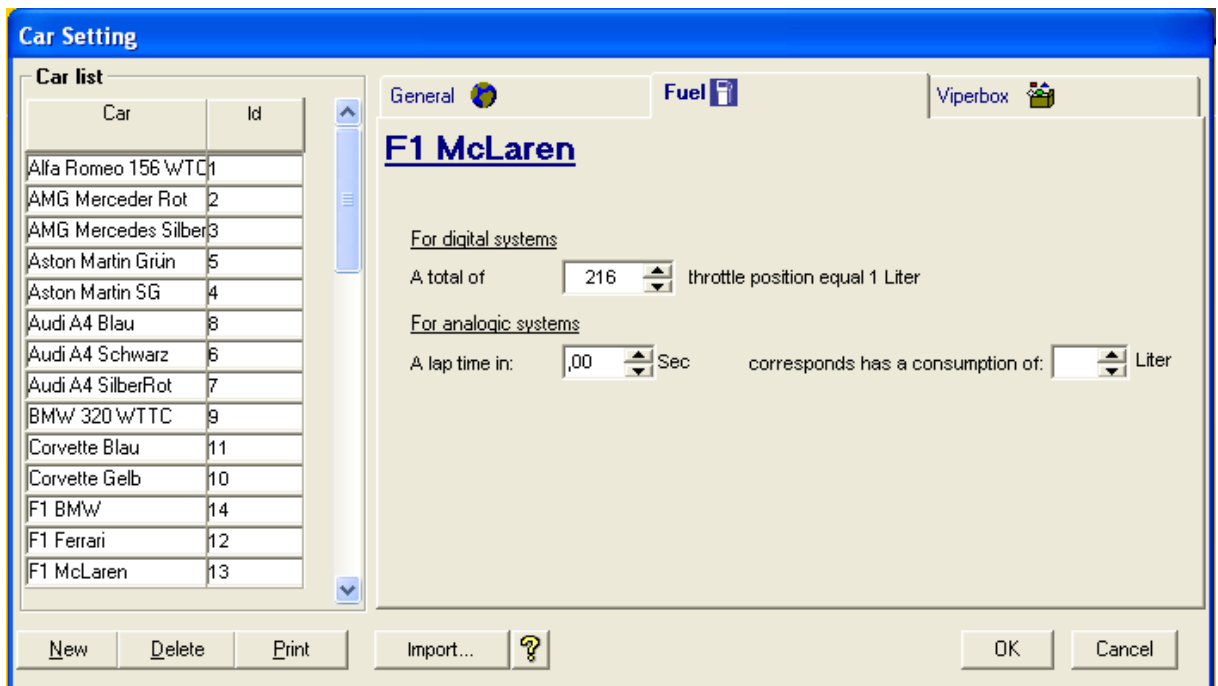 Car Setting
Car list
Car Id
Alfa Romeo 156 WTC 1
AMG Merceder Rot 2
AMG Mercedes Silber 3
Aston Martin Grün 5
Aston Martin SG 4
Audi A4 Blau 8
Audi A4 Schwarz 6
Audi A4 SilberRot 7
BMW 320 WTTC 9
Corvette Blau 11
Corvette Gelb 10
F1 BMW 14
F1 Ferrari 12
F1 McLaren 13
New Delete Print
General Fuel Viperbox
F1 McLaren
For digital systems
A total of 216 throttle position equal 1 Liter
For analogic systems
A lap time in: ,00 Sec corresponds has a consumption of: Liter
Import... ? OK Cancel